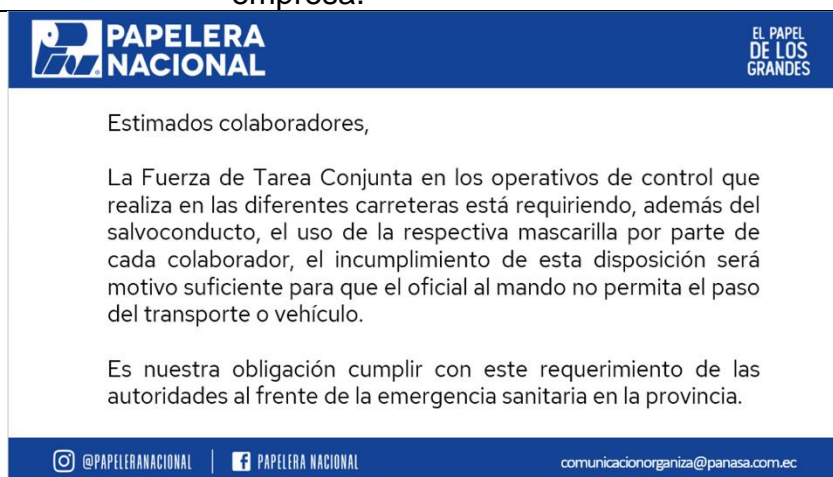 empresa.
PAPELERA
NACIONAL
EL PAPEL
DE LOS
GRANDES
Estimados colaboradores,
La Fuerza de Tarea Conjunta en los operativos de control que
realiza en las diferentes carreteras está requiriendo, además del
salvoconducto, el uso de la respectiva mascarilla por parte de
cada colaborador, el incumplimiento de esta disposición será
motivo suficiente para que el oficial al mando no permita el paso
del transporte o vehículo.
Es nuestra obligación cumplir con este requerimiento de las
autoridades al frente de la emergencia sanitaria en la provincia.
@PAPELERANACIONAL | PAPELERA NACIONAL comunicacionorganiza@panasa.com.ec